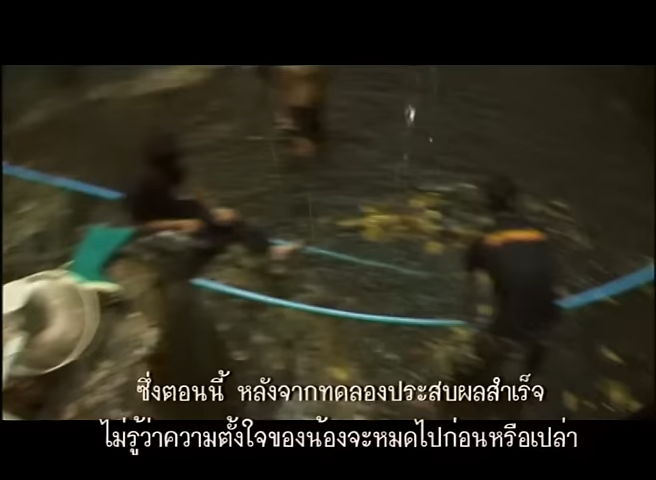 ซึ่งตอนนี้ หลังจากทดลองประสบผลสำเร็จ
ไม่รู้ว่าความตั้งใจของน้องจะหมดไปก่อนหรือเปล่า